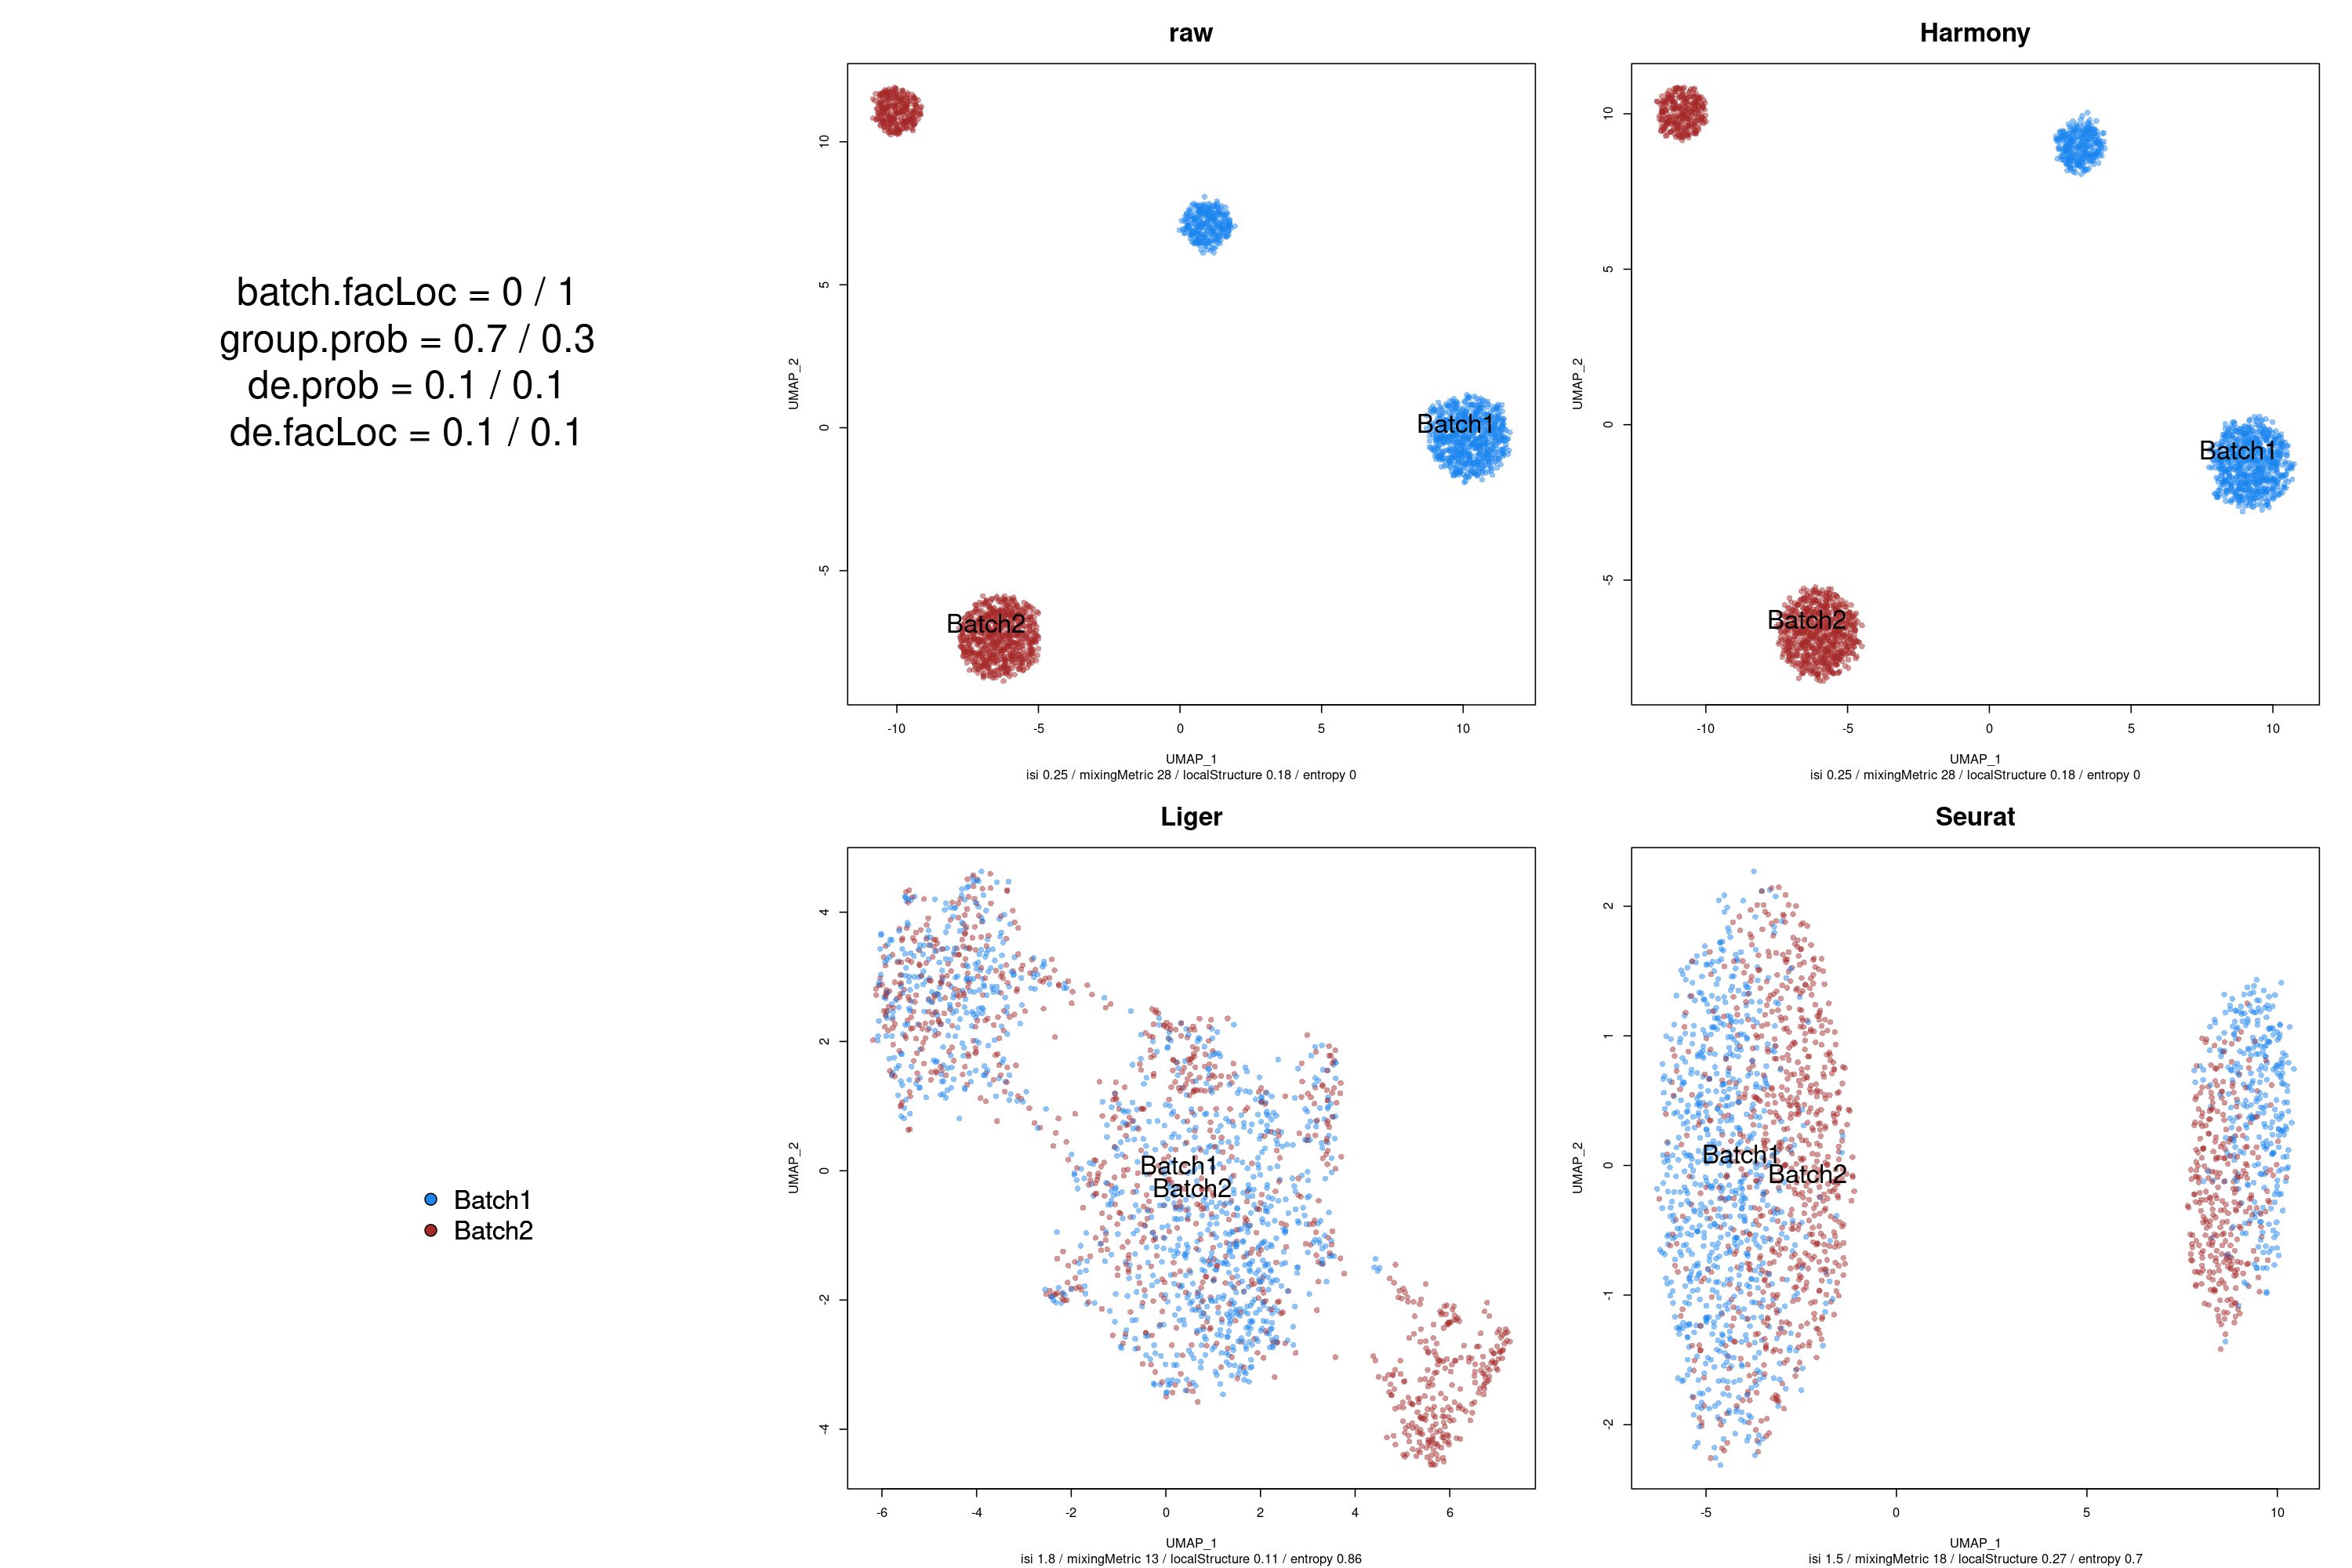 batch.facLoc = 0 / 1
group.prob = 0.7 / 0.3
de.prob = 0.1 / 0.1
de.facLoc = 0.1 / 0.1
raw
UMAP_2
10
5
0
-5
Batch1
Batch2
-10
-5
0
5
10
UMAP_1
isi 0.25 / mixingMetric 28 / localStructure 0.18 / entropy 0
Harmony
UMAP_2
10
5
0
-5
Batch1
Batch2
-10
-5
0
5
10
UMAP_1
isi 0.25 / mixingMetric 28 / localStructure 0.18 / entropy 0
Batch1
Batch2
Liger
UMAP_2
4
2
0
-2
-4
Batch1
Batch2
-6
-4
-2
0
2
4
6
UMAP_1
isi 1.8 / mixingMetric 13 / localStructure 0.11 / entropy 0.86
Seurat
UMAP_2
2
1
0
-1
-2
Batch1
Batch2
-5
0
5
10
UMAP_1
isi 1.5 / mixingMetric 18 / localStructure 0.27 / entropy 0.7